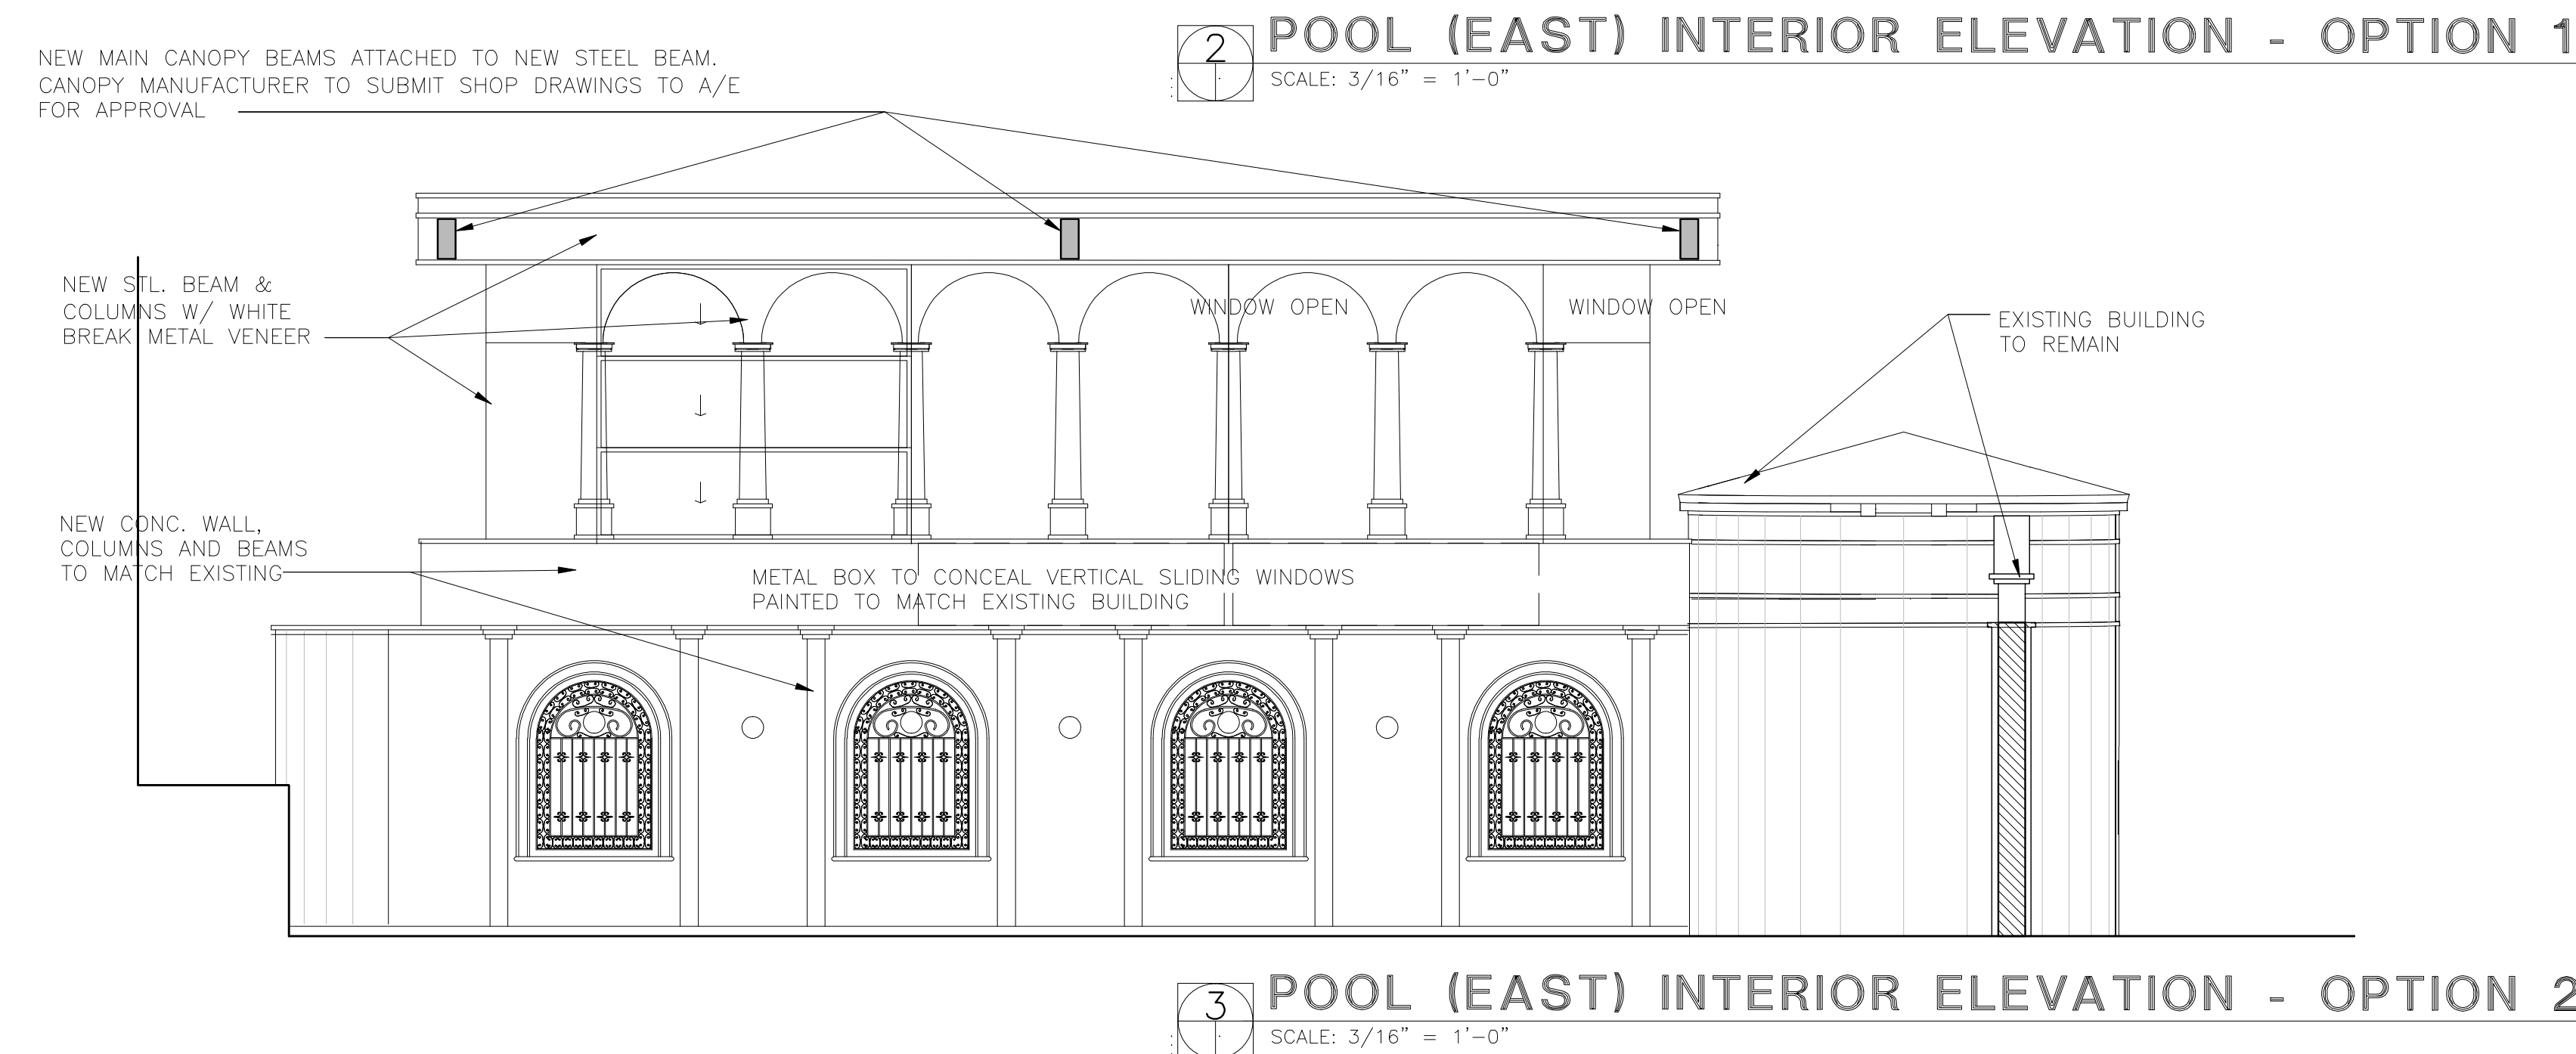 2
POOL (EAST) INTERIOR ELEVATION - OPTION 1
SCALE: 3/16" = 1'-0"
NEW MAIN CANOPY BEAMS ATTACHED TO NEW STEEL BEAM.
CANOPY MANUFACTURER TO SUBMIT SHOP DRAWINGS TO A/E
FOR APPROVAL
NEW STL. BEAM &
COLUMNS W/ WHITE
BREAK METAL VENEER
WINDOW OPEN
WINDOW OPEN
EXISTING BUILDING
TO REMAIN
NEW CONC. WALL,
COLUMNS AND BEAMS
TO MATCH EXISTING
METAL BOX TO CONCEAL VERTICAL SLIDING WINDOWS
PAINTED TO MATCH EXISTING BUILDING
3
POOL (EAST) INTERIOR ELEVATION - OPTION 2
SCALE: 3/16" = 1'-0"